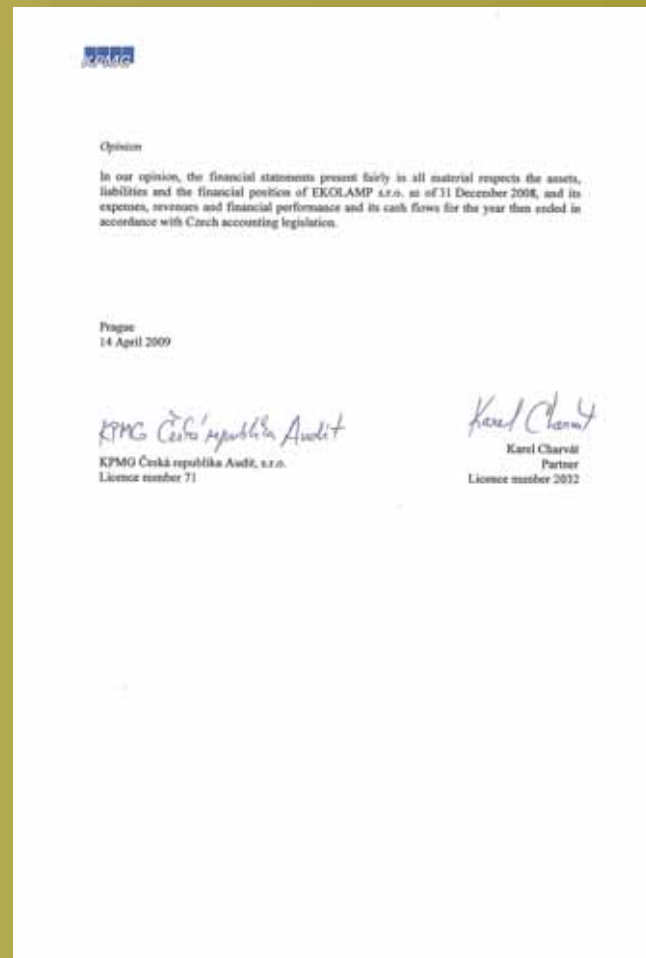 KPMG
Opinion
In our opinion, the financial statements present fairly in all material respects the assets,
liabilities and the financial position of EKOLAMP s.r.o. as of 31 December 2008, and its
expenses, revenues and financial performance and its cash flows for the year then ended in
accordance with Czech accounting legislation.
Prague
14 April 2009
KPMG Česká republika Audit
Karel Charvát
KPMG Česká republika Audit, s.r.o.
Licence number 71
Karel Charvát
Partner
Licence number 2032